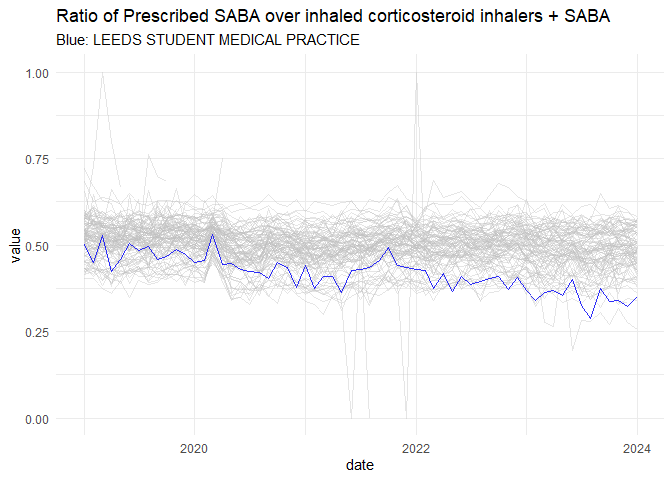 Ratio of Prescribed SABA over inhaled corticosteroid inhalers + SABA
Blue: LEEDS STUDENT MEDICAL PRACTICE
1.00
0.75
value
0.50
0.25
0.00
2020
2022
2024
date